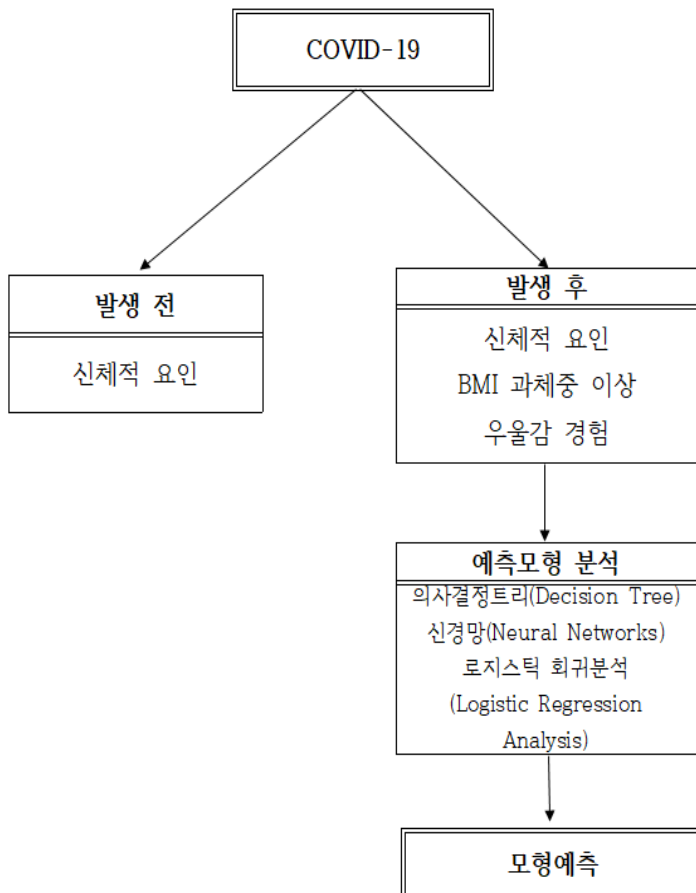 COVID-19
발생 전
신체적 요인
발생 후
신체적 요인
BMI 과체중 이상
우울감 경험
예측모형 분석
의사결정트리(Decision Tree)
신경망(Neural Networks)
로지스틱 회귀분석
(Logistic Regression
Analysis)
모형예측